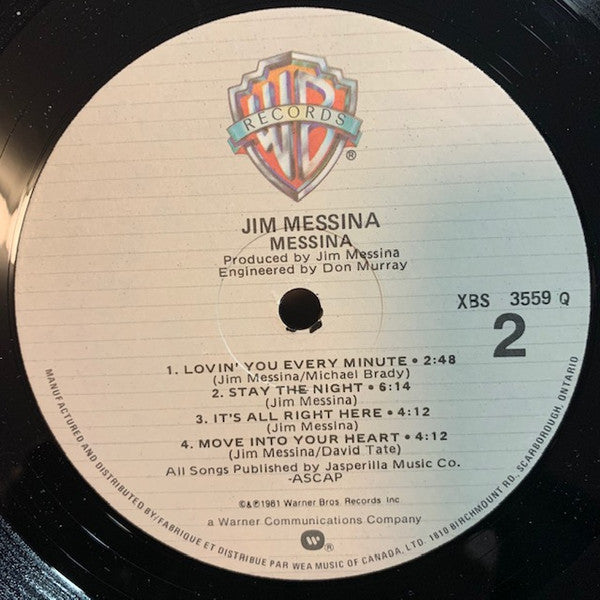 WB
RECORDS
®
JIM MESSINA
MESSINA
Produced by Jim Messina
Engineered by Don Murray
XBS 3559 Q
2
1. LOVIN' YOU EVERY MINUTE • 2:48
(Jim Messina/Michael Brady)
2. STAY THE NIGHT • 6:14
(Jim Messina)
3. IT'S ALL RIGHT HERE • 4:12
(Jim Messina)
4. MOVE INTO YOUR HEART • 4:12
(Jim Messina/David Tate)
All Songs Published by Jasperilla Music Co.
-ASCAP
©&℗1981 Warner Bros. Records Inc
a Warner Communications Company
®
MANUFACTURED AND DISTRIBUTED BY/FABRIQUE ET DISTRIBUE PAR WEA MUSIC OF CANADA, LTD. 1810 BIRCHMOUNT RD., SCARBOROUGH, ONTARIO